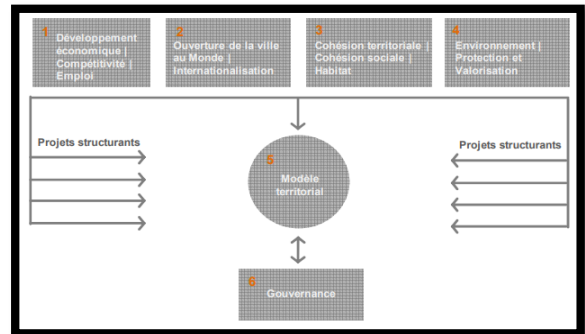 1
Développement
économique |
Compétitivité |
Emploi
2
Ouverture de la ville
au Monde |
Internationalisation
3
Cohésion territoriale |
Cohésion sociale |
Habitat
4
Environnement |
Protection et
Valorisation
Projets structurants
Projets structurants
5
Modèle
territorial
6
Gouvernance